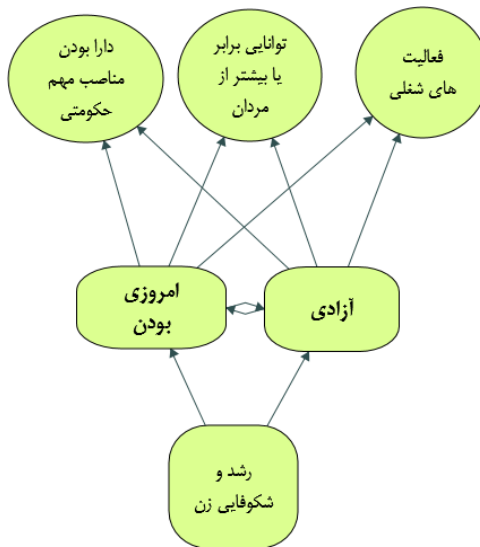 فعالیت
های شغلی
توانایی برابر
یا بیشتر از
مردان
دارا بودن
مناصب مهم
حکومتی
آزادی
امروزی
بودن
رشد و
شکوفایی زن